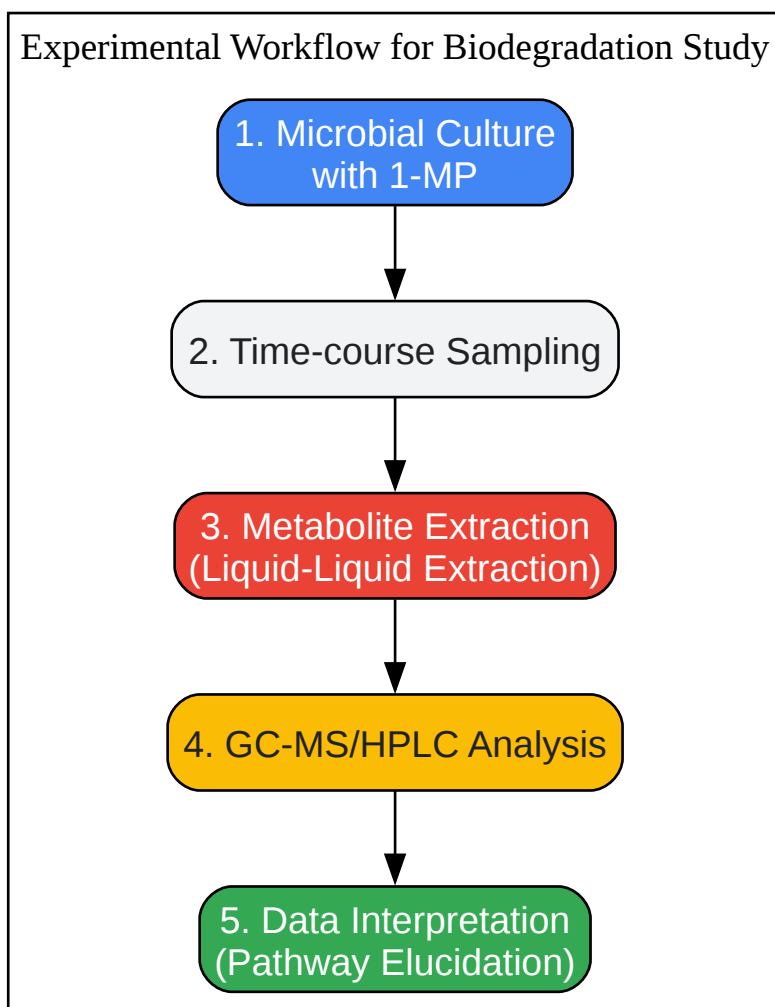 Experimental Workflow for Biodegradation Study
1. Microbial Culture
with 1-MP
2. Time-course Sampling
3. Metabolite Extraction
(Liquid-Liquid Extraction)
4. GC-MS/HPLC Analysis
5. Data Interpretation
(Pathway Elucidation)